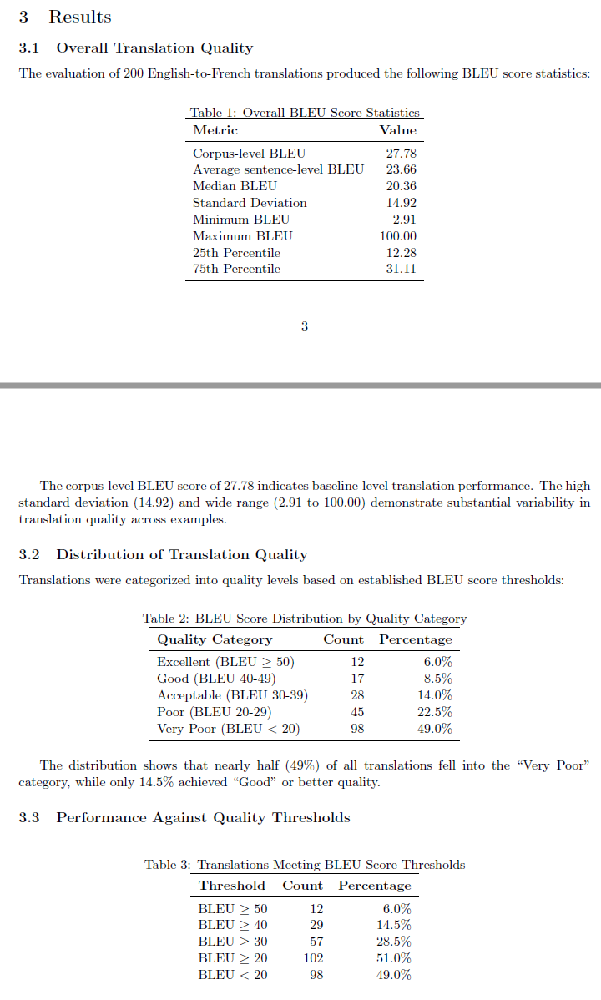 3 Results
3.1 Overall Translation Quality
The evaluation of 200 English-to-French translations produced the following BLEU score statistics:
Table 1: Overall BLEU Score Statistics
Metric Value
Corpus-level BLEU 27.78
Average sentence-level BLEU 23.66
Median BLEU 20.36
Standard Deviation 14.92
Minimum BLEU 2.91
Maximum BLEU 100.00
25th Percentile 12.28
75th Percentile 31.11
3
The corpus-level BLEU score of 27.78 indicates baseline-level translation performance. The high
standard deviation (14.92) and wide range (2.91 to 100.00) demonstrate substantial variability in
translation quality across examples.
3.2 Distribution of Translation Quality
Translations were categorized into quality levels based on established BLEU score thresholds:
Table 2: BLEU Score Distribution by Quality Category
Quality Category Count Percentage
Excellent (BLEU ≥ 50) 12 6.0%
Good (BLEU 40-49) 17 8.5%
Acceptable (BLEU 30-39) 28 14.0%
Poor (BLEU 20-29) 45 22.5%
Very Poor (BLEU < 20) 98 49.0%
The distribution shows that nearly half (49%) of all translations fell into the “Very Poor”
category, while only 14.5% achieved “Good” or better quality.
3.3 Performance Against Quality Thresholds
Table 3: Translations Meeting BLEU Score Thresholds
Threshold Count Percentage
BLEU ≥ 50 12 6.0%
BLEU ≥ 40 29 14.5%
BLEU ≥ 30 57 28.5%
BLEU ≥ 20 102 51.0%
BLEU < 20 98 49.0%